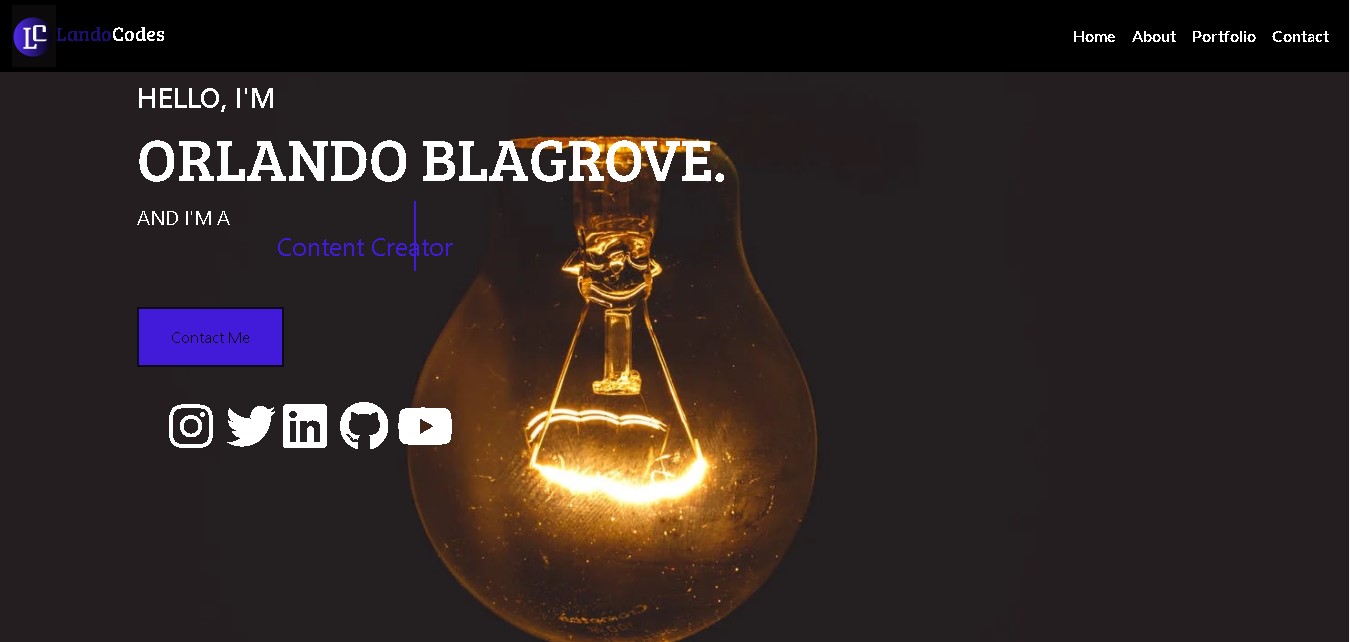 LC LandoCodes
Home About Portfolio Contact
HELLO, I'M
ORLANDO BLAGROVE.
AND I'M A
Content Creator
Contact Me
in